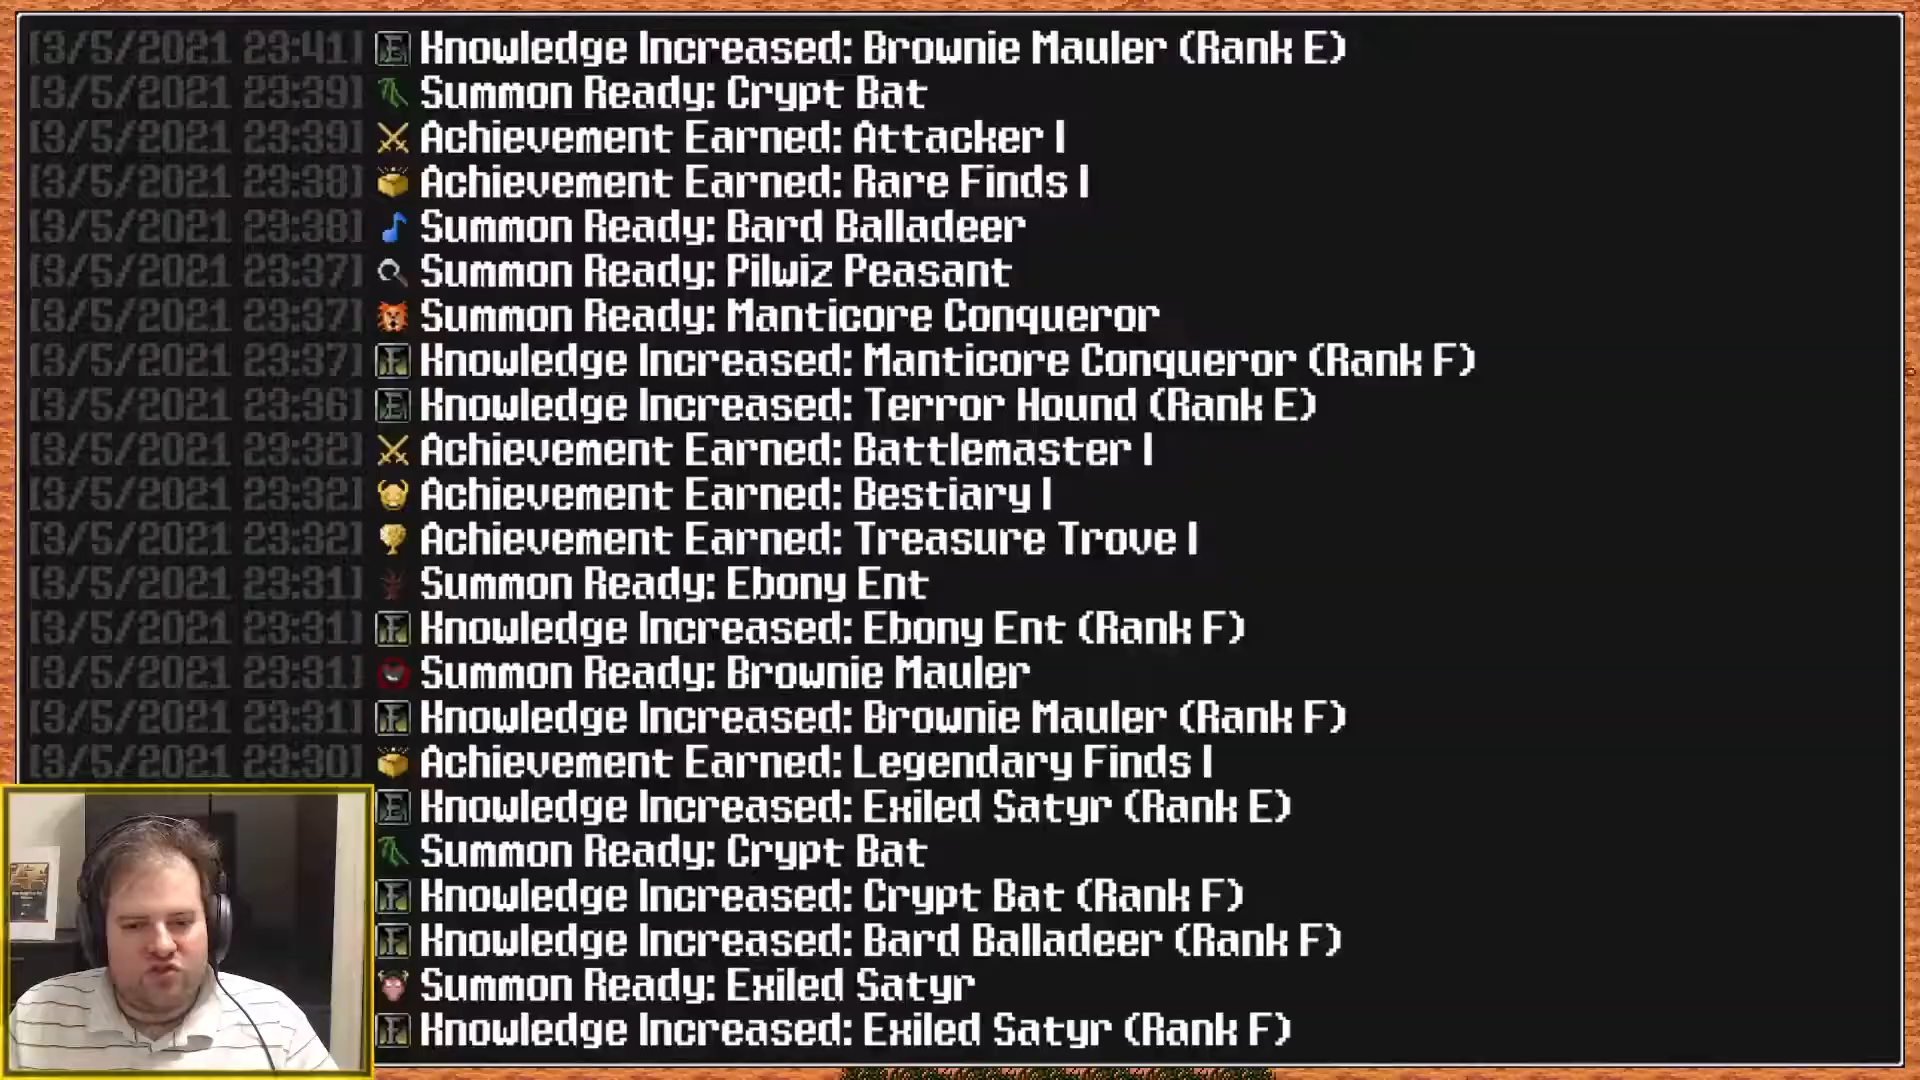 [3/5/2021 23:41] E Knowledge Increased: Brownie Mauler (Rank E)
[3/5/2021 23:39] Summon Ready: Crypt Bat
[3/5/2021 23:39] Achievement Earned: Attacker I
[3/5/2021 23:38] Achievement Earned: Rare Finds I
[3/5/2021 23:38] Summon Ready: Bard Balladeer
[3/5/2021 23:37] Summon Ready: Pilwiz Peasant
[3/5/2021 23:37] Summon Ready: Manticore Conqueror
[3/5/2021 23:37] F Knowledge Increased: Manticore Conqueror (Rank F)
[3/5/2021 23:36] E Knowledge Increased: Terror Hound (Rank E)
[3/5/2021 23:32] Achievement Earned: Battlemaster I
[3/5/2021 23:32] Achievement Earned: Bestiary I
[3/5/2021 23:32] Achievement Earned: Treasure Trove I
[3/5/2021 23:31] Summon Ready: Ebony Ent
[3/5/2021 23:31] F Knowledge Increased: Ebony Ent (Rank F)
[3/5/2021 23:31] Summon Ready: Brownie Mauler
[3/5/2021 23:31] F Knowledge Increased: Brownie Mauler (Rank F)
[3/5/2021 23:30] Achievement Earned: Legendary Finds I
E Knowledge Increased: Exiled Satyr (Rank E)
Summon Ready: Crypt Bat
F Knowledge Increased: Crypt Bat (Rank F)
F Knowledge Increased: Bard Balladeer (Rank F)
Summon Ready: Exiled Satyr
F Knowledge Increased: Exiled Satyr (Rank F)